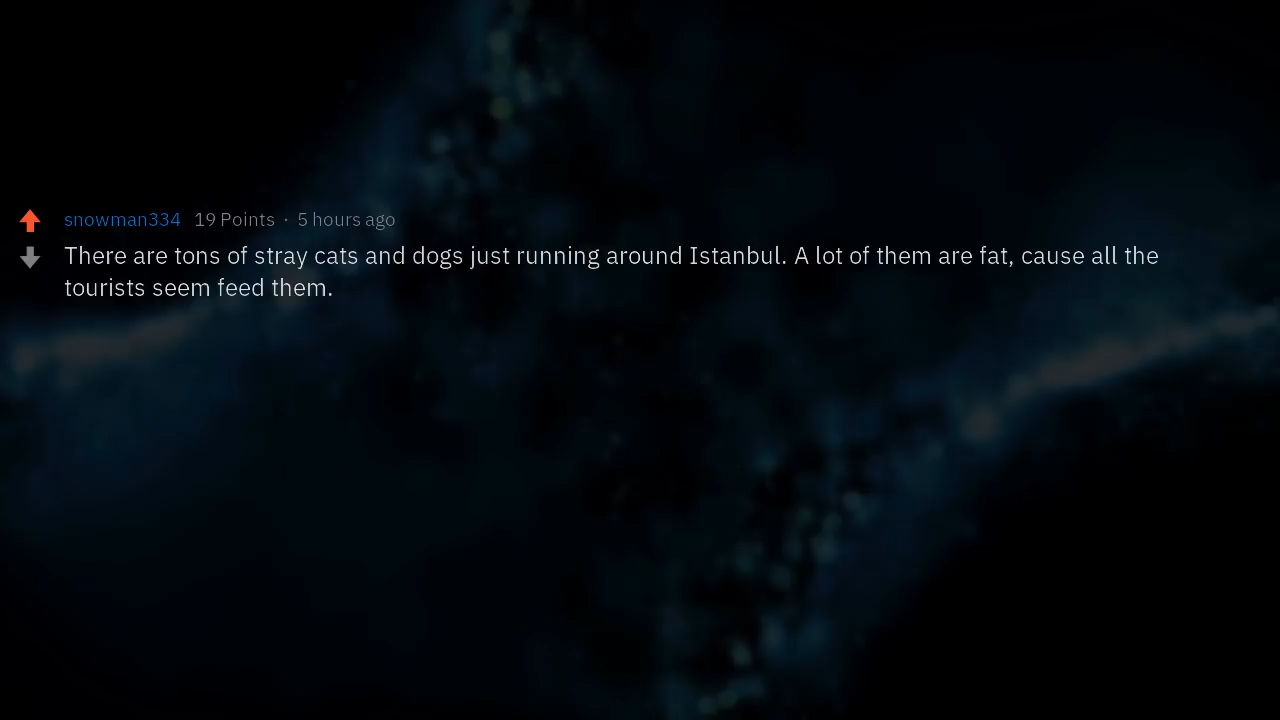 snowman334 19 Points · 5 hours ago
There are tons of stray cats and dogs just running around Istanbul. A lot of them are fat, cause all the
tourists seem feed them.